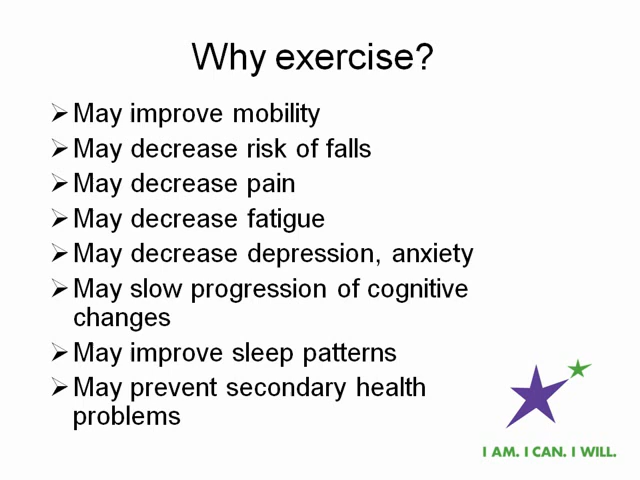 Why exercise?
➢May improve mobility
➢May decrease risk of falls
➢May decrease pain
➢May decrease fatigue
➢May decrease depression, anxiety
➢May slow progression of cognitive
changes
➢May improve sleep patterns
➢May prevent secondary health
problems
I AM. I CAN. I WILL.